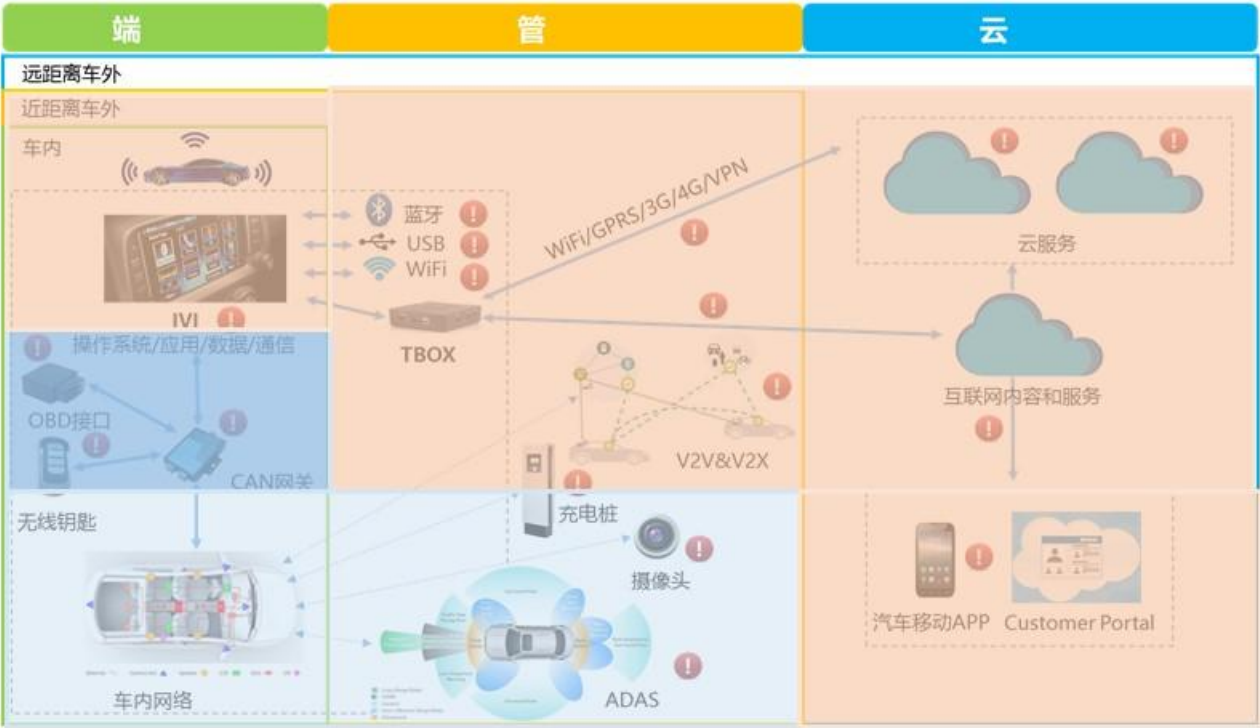 端
管
云
远距离车外
近距离车外
车内
蓝牙
USB
WiFi
IVI
WiFi/GPRS/3G/4G/VPN
云服务
操作系统/应用/数据/通信
TBOX
OBD接口
互联网内容和服务
V2V&V2X
CAN网关
无线钥匙
充电桩
摄像头
汽车移动APP
Customer Portal
车内网络
ADAS